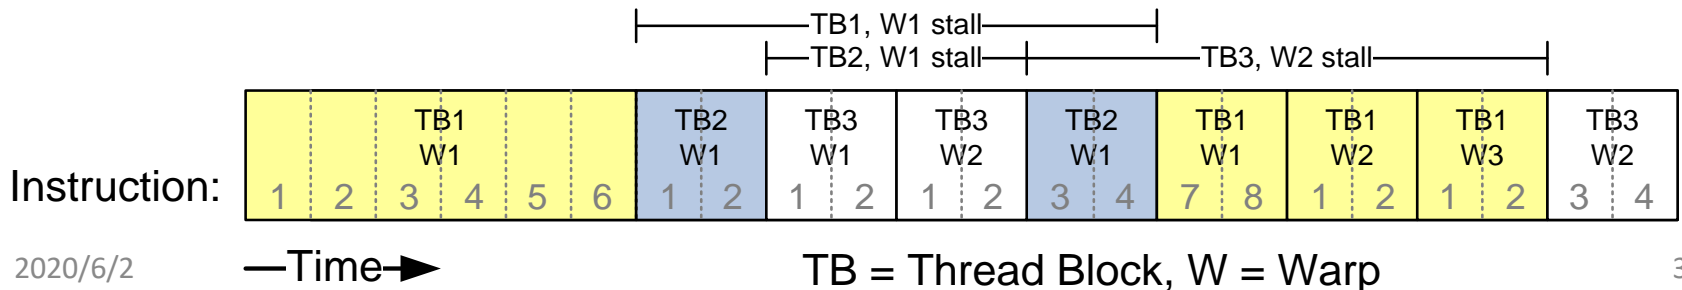 TB1, W1 stall
TB2, W1 stall TB3, W2 stall
TB1 TB2 TB3 TB3 TB2 TB1 TB1 TB1 TB3
W1 W1 W1 W2 W1 W1 W2 W3 W2
Instruction: 1 2 3 4 5 6 1 2 1 2 1 2 3 4 7 8 1 2 1 2 3 4
2020/6/2 Time TB = Thread Block, W = Warp